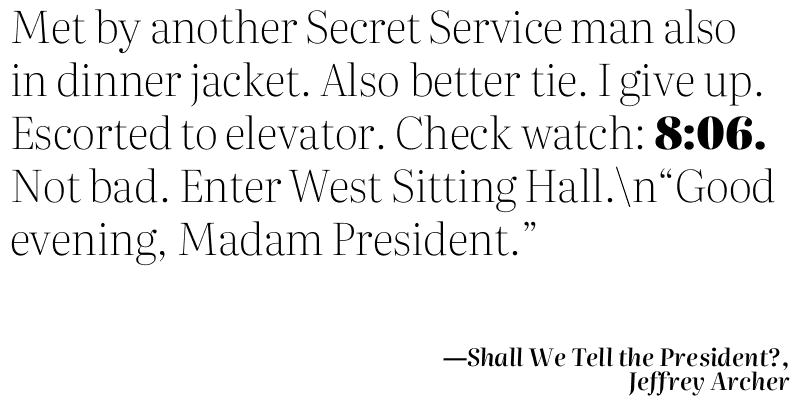 Met by another Secret Service man also
in dinner jacket. Also better tie. I give up.
Escorted to elevator. Check watch: 8:06.
Not bad. Enter West Sitting Hall.\n“Good
evening, Madam President.”
—Shall We Tell the President?,
Jeffrey Archer